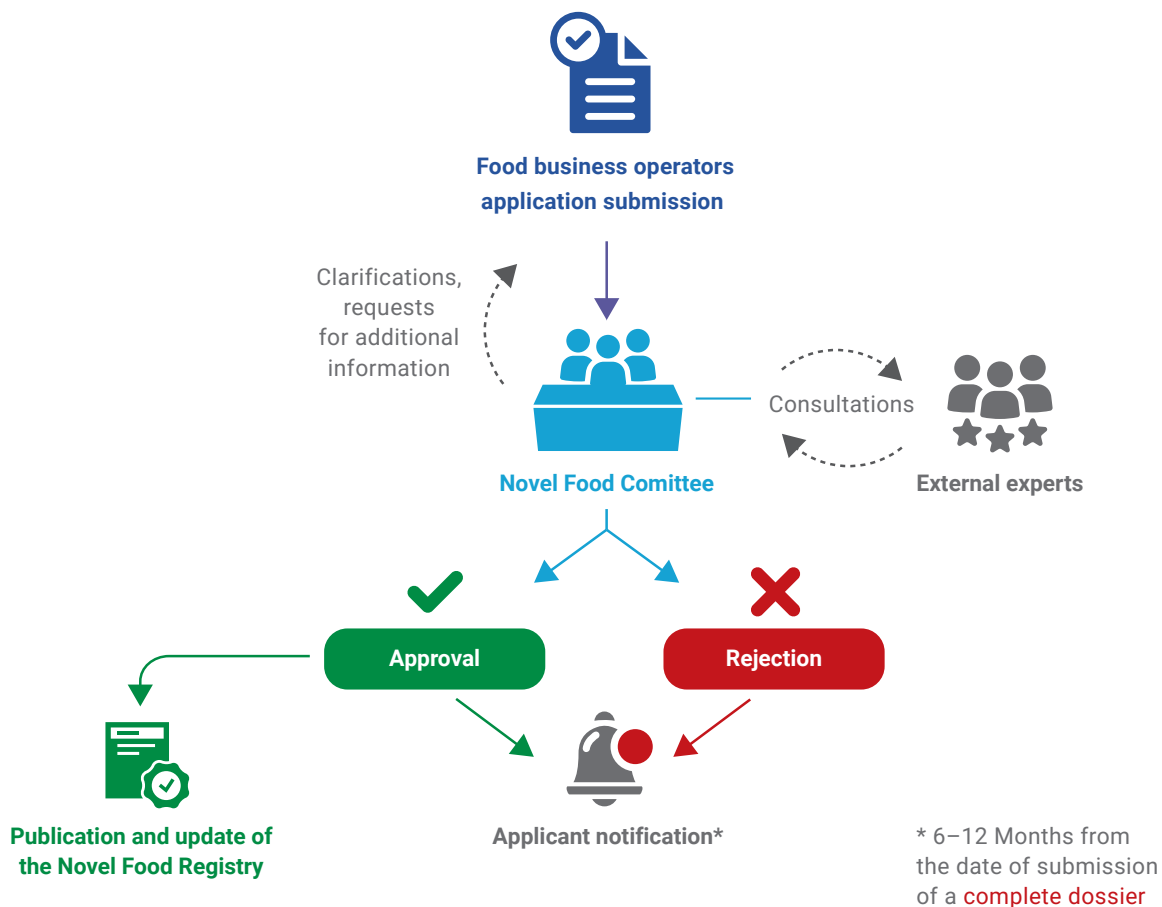 Food business operators
application submission
Clarifications,
requests
for additional
information
Consultations
Novel Food Comittee
External experts
Approval
Rejection
Publication and update of
the Novel Food Registry
Applicant notification*
* 6–12 Months from
the date of submission
of a complete dossier